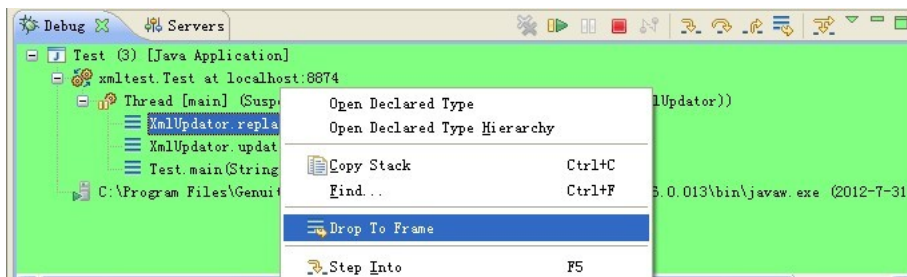 Debug Servers
Test (3) [Java Application]
xmltest.Test at localhost:8874
Thread [main] (Susp lUpdator))
XmlUpdator.repla
XmlUpdator.updat
Test.main(String
C:\Program Files\Genuit 6.0.013\bin\javaw.exe (2012-7-31
Open Declared Type
Open Declared Type Hierarchy
Copy Stack Ctrl+C
Find... Ctrl+F
Drop To Frame
Step Into F5